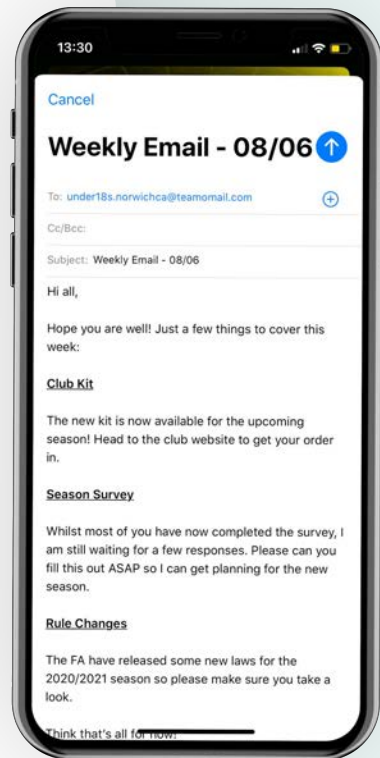 13:30
Cancel
Weekly Email - 08/06
To: under18s.norwichca@teamomail.com
Cc/Bcc:
Subject: Weekly Email - 08/06
Hi all,
Hope you are well! Just a few things to cover this
week:
Club Kit
The new kit is now available for the upcoming
season! Head to the club website to get your order
in.
Season Survey
Whilst most of you have now completed the survey, I
am still waiting for a few responses. Please can you
fill this out ASAP so I can get planning for the new
season.
Rule Changes
The FA have released some new laws for the
2020/2021 season so please make sure you take a
look.
Think that's all for now!